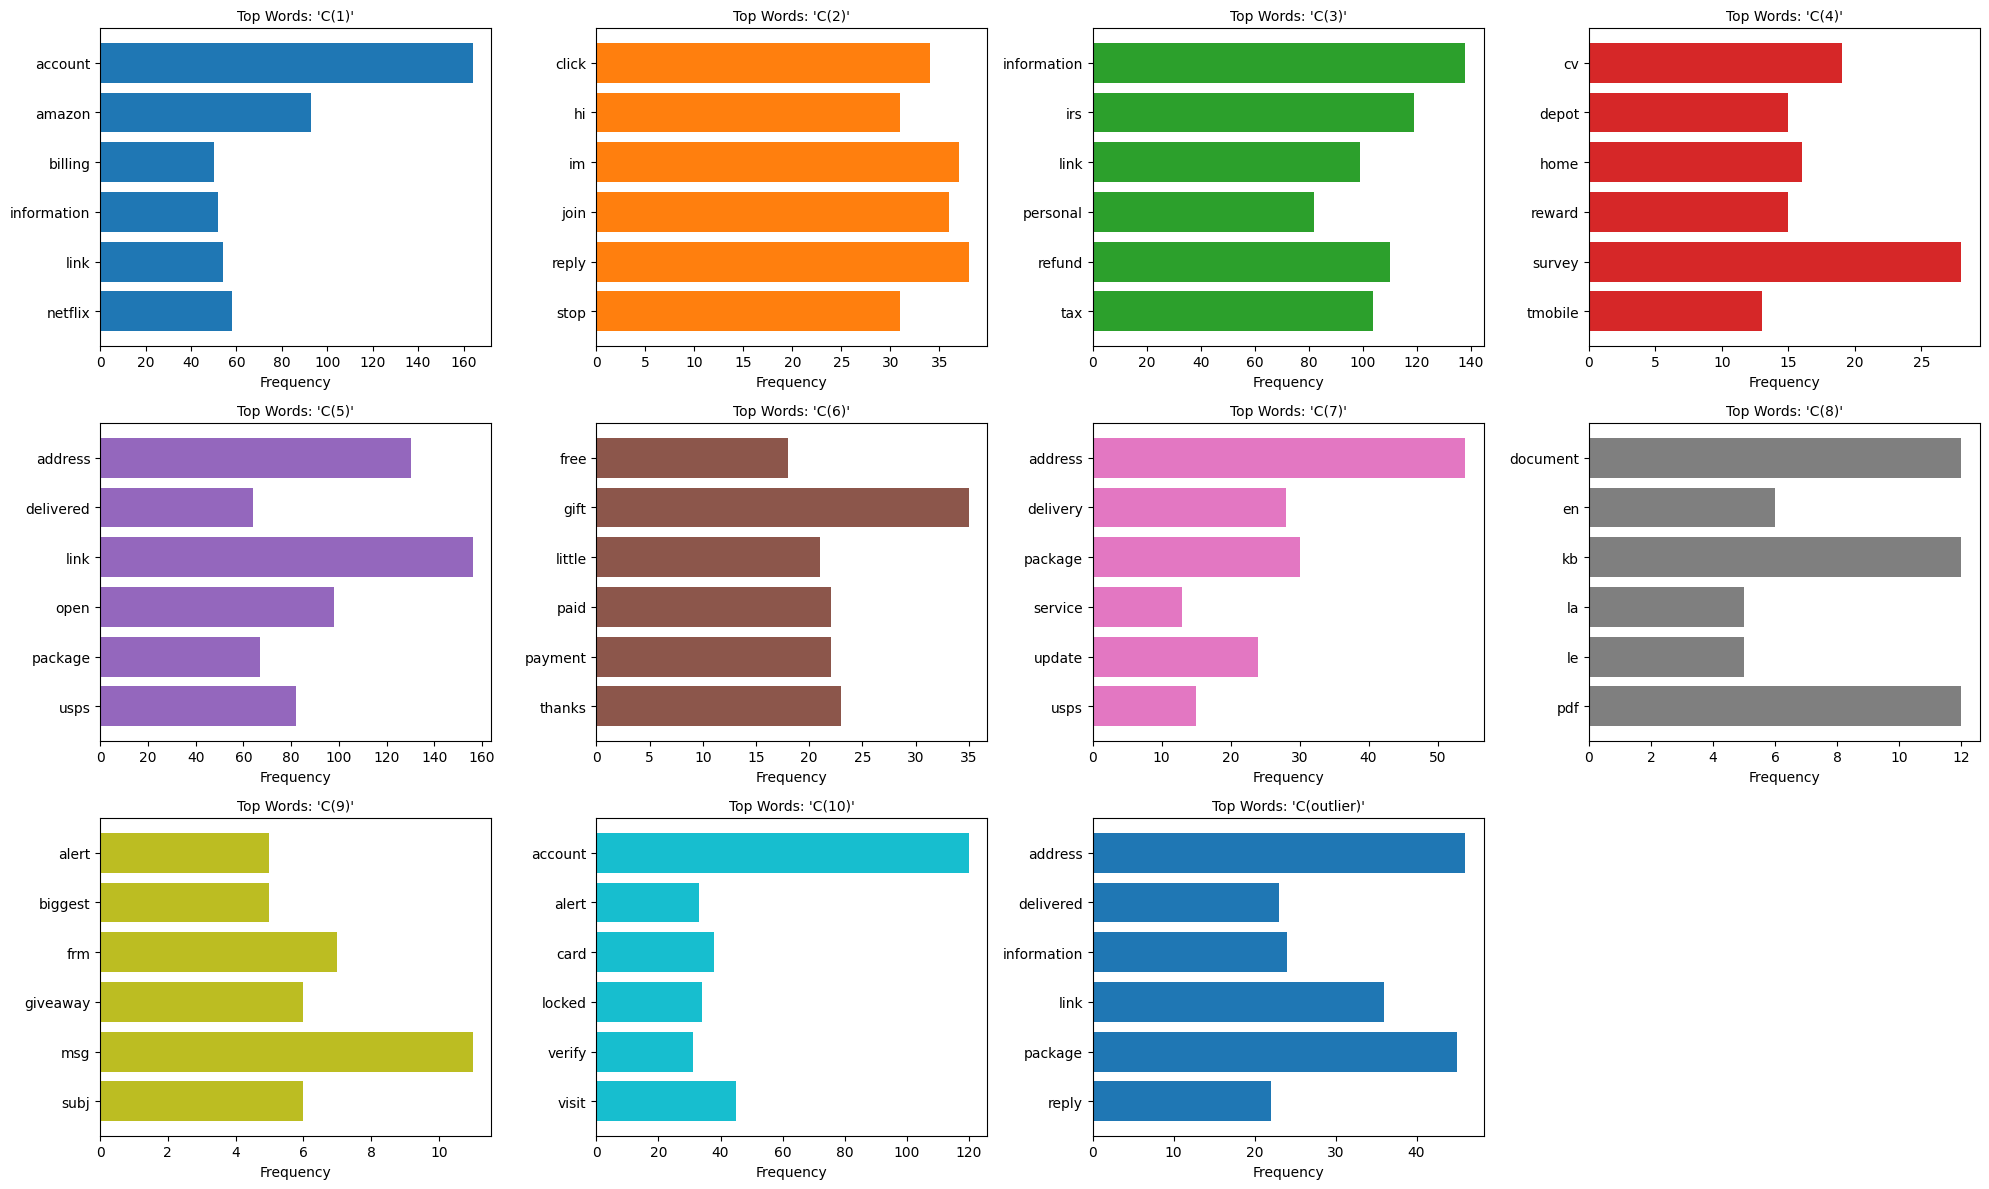 Top Words: 'C(1)'
account
amazon
billing
information
link
netflix
0 20 40 60 80 100 120 140 160
Frequency
Top Words: 'C(2)'
click
hi
im
join
reply
stop
0 5 10 15 20 25 30 35
Frequency
Top Words: 'C(3)'
information
irs
link
personal
refund
tax
0 20 40 60 80 100 120 140
Frequency
Top Words: 'C(4)'
cv
depot
home
reward
survey
tmobile
0 5 10 15 20 25
Frequency
Top Words: 'C(5)'
address
delivered
link
open
package
usps
0 20 40 60 80 100 120 140 160
Frequency
Top Words: 'C(6)'
free
gift
little
paid
payment
thanks
0 5 10 15 20 25 30 35
Frequency
Top Words: 'C(7)'
address
delivery
package
service
update
usps
0 10 20 30 40 50
Frequency
Top Words: 'C(8)'
document
en
kb
la
le
pdf
0 2 4 6 8 10 12
Frequency
Top Words: 'C(9)'
alert
biggest
frm
giveaway
msg
subj
0 2 4 6 8 10
Frequency
Top Words: 'C(10)'
account
alert
card
locked
verify
visit
0 20 40 60 80 100 120
Frequency
Top Words: 'C(outlier)'
address
delivered
information
link
package
reply
0 10 20 30 40
Frequency